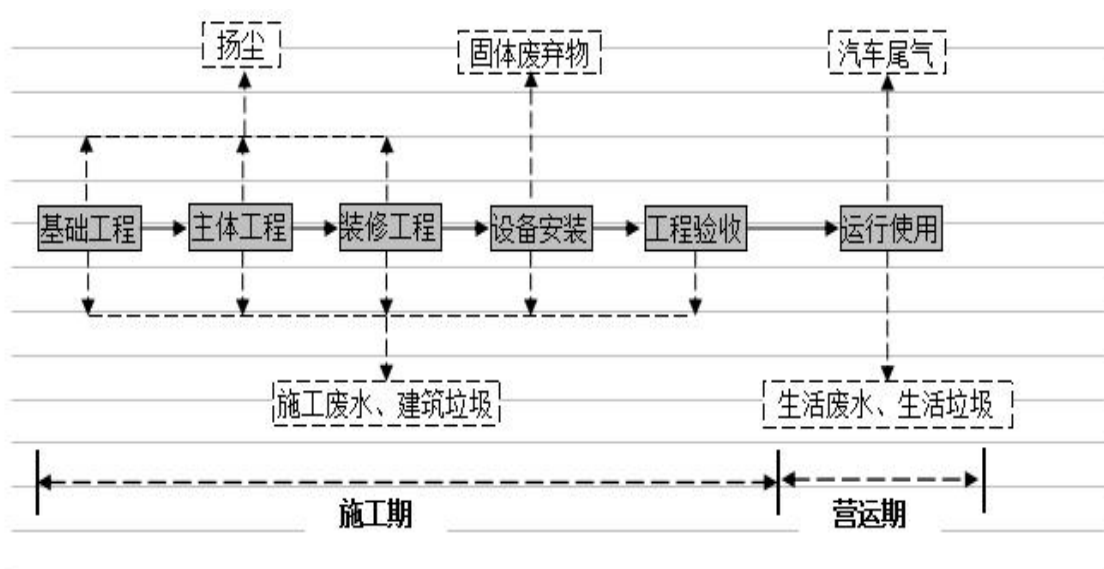 扬尘 固体废弃物 汽车尾气
基础工程 主体工程 装修工程 设备安装 工程验收 运行使用
施工废水、建筑垃圾 生活废水、生活垃圾
施工期 营运期